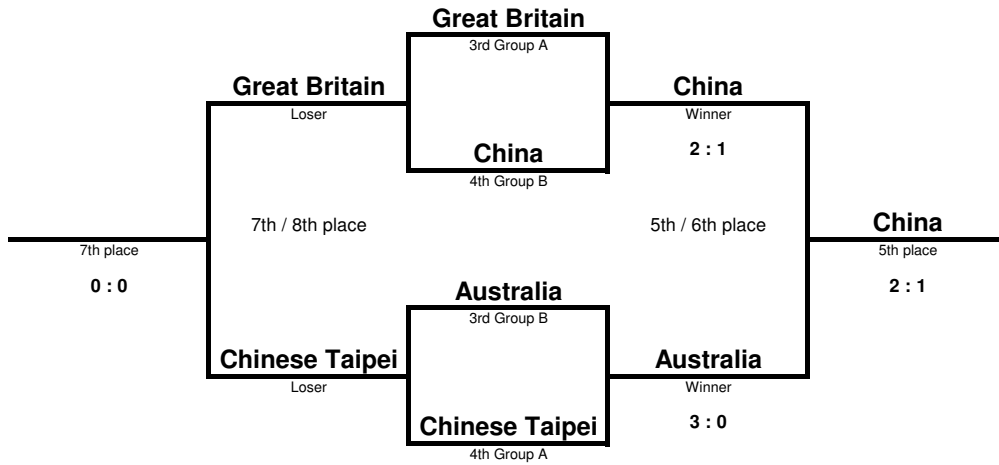 Great Britain
3rd Group A
Great Britain
Loser
China
Winner
2 : 1
China
4th Group B
7th / 8th place
5th / 6th place
China
5th place
2 : 1
7th place
0 : 0
Australia
3rd Group B
Chinese Taipei
Loser
Australia
Winner
3 : 0
Chinese Taipei
4th Group A